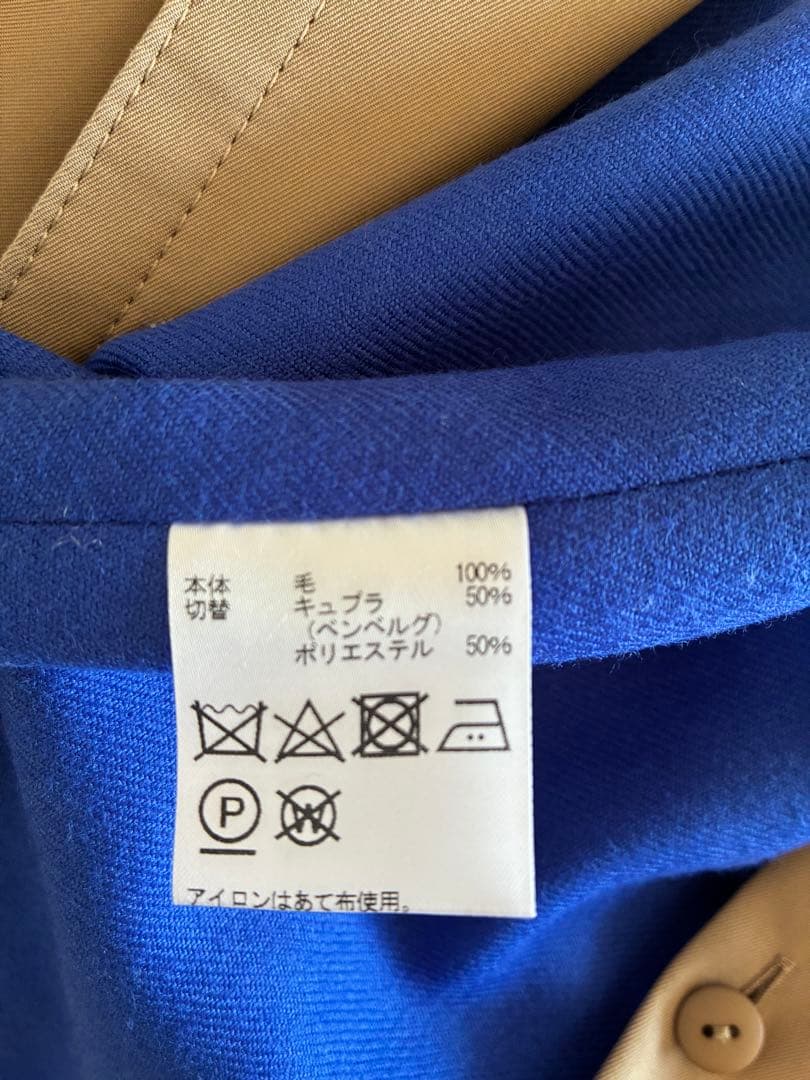 本体 毛 100%
切替 キュプラ 50%
（ベンベルグ）
ポリエステル 50%
P
W
アイロンはあて布使用。